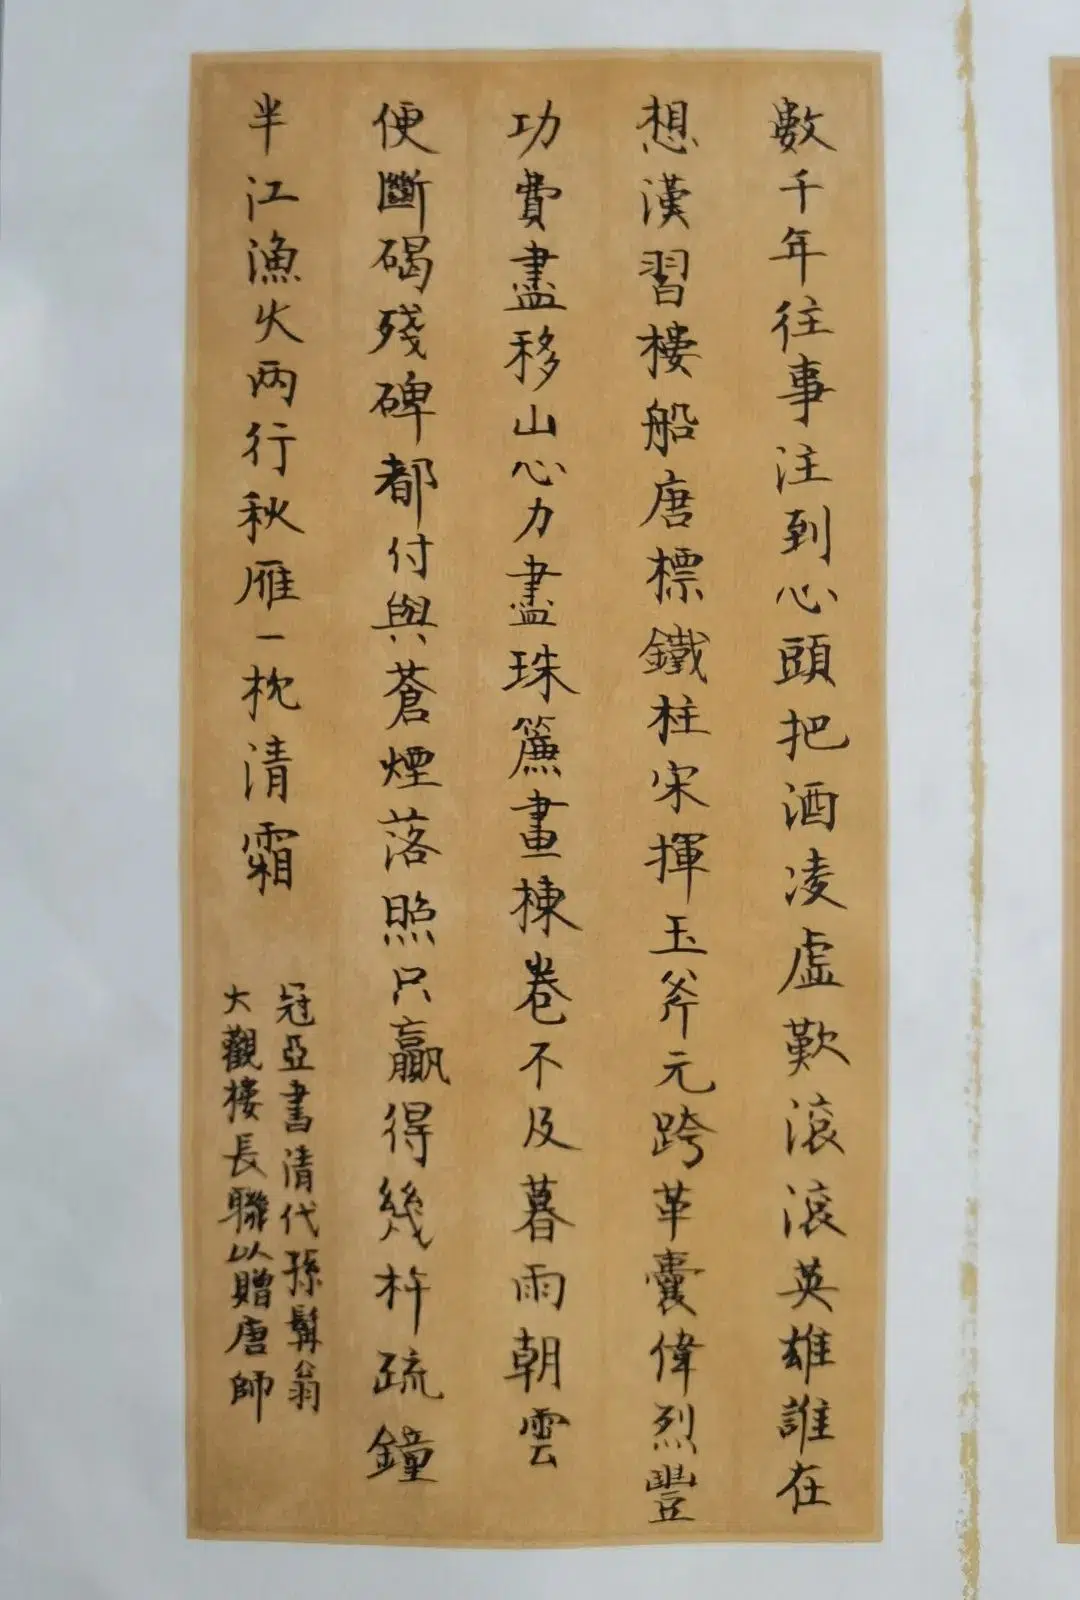 數千年往事注到心頭把酒凌虛歎滾滾英雄誰在
想漢習樓船唐標鐵柱宋揮玉斧元跨革囊偉烈豐
功費盡移山心力盡珠簾畫棟卷不及暮雨朝雲
便斷碣殘碑都付與蒼煙落照只贏得幾杵疏鐘
半江漁火兩行秋雁一枕清霜
冠亞書清代孫髯翁
大觀樓長聯以贈唐師